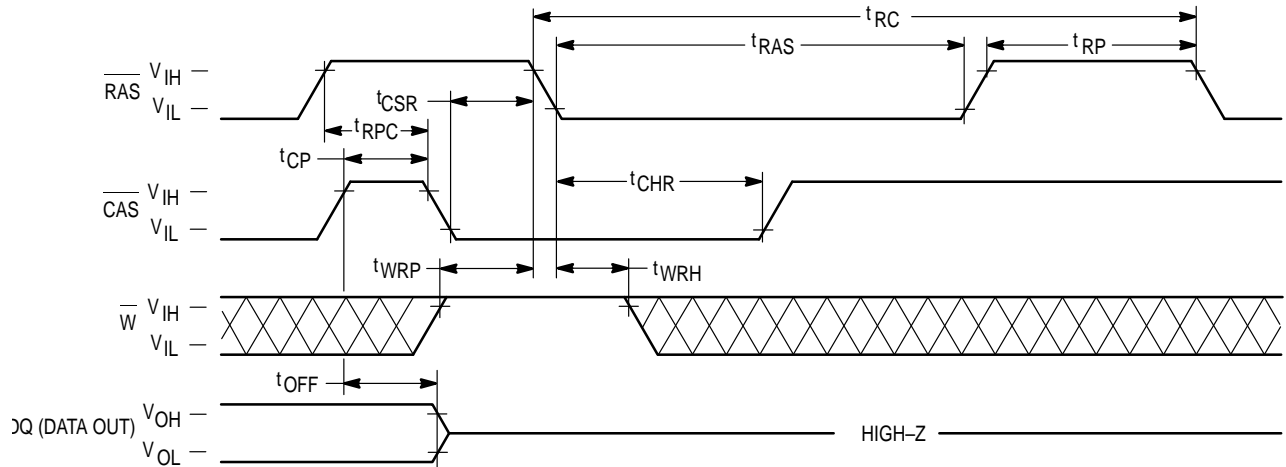 tRC
tRAS
tRP
RAS VIH
VIL
tCSR
tRPC
tCP
CAS VIH
VIL
tCHR
tWRP
tWRH
W VIH
VIL
tOFF
DQ (DATA OUT) VOH
VOL
HIGH–Z